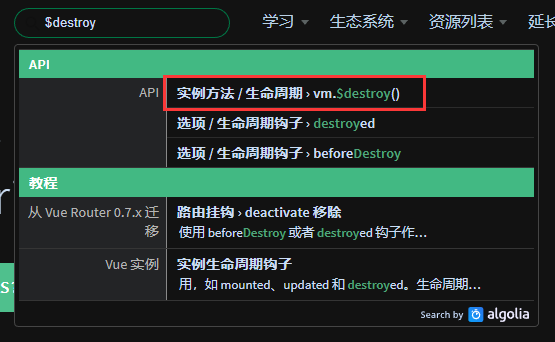 $destroy
学习
生态系统
资源列表
API
API
实例方法 / 生命周期 › vm.$destroy()
选项 / 生命周期钩子 › destroyed
选项 / 生命周期钩子 › beforeDestroy
教程
从 Vue Router 0.7.x 迁
移
路由挂钩 › deactivate 移除
使用 beforeDestroy 或者 destroyed 钩子作…
Vue 实例
实例生命周期钩子
用，如 mounted、updated 和 destroyed。生命周期…
Search by algolia